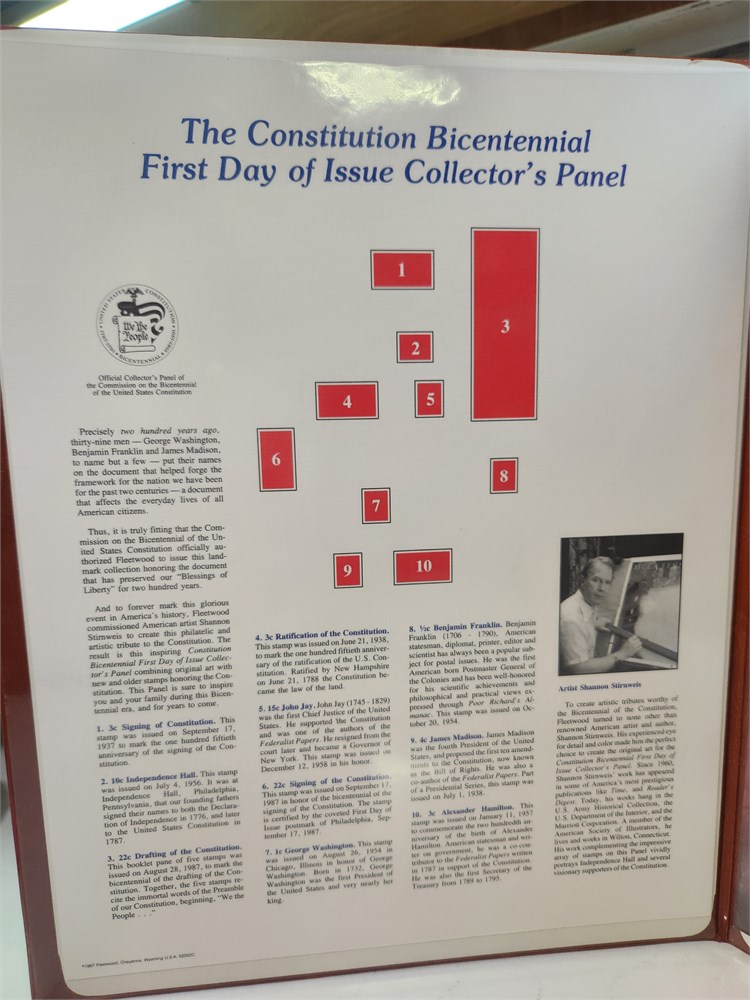 The Constitution Bicentennial
First Day of Issue Collector's Panel
1
2
3
4
5
6
7
8
9
10
We the
People
BICENTENNIAL
Official Collector's Panel of
the Commission on the Bicentennial
of the United States Constitution
Precisely two hundred years ago,
thirty-nine men — George Washington,
Benjamin Franklin and James Madison,
to name but a few — put their names
on the document that helped forge the
framework for the nation we have been
for the past two centuries — a document
that affects the everyday lives of all
American citizens.
Thus, it is truly fitting that the Com-
mission on the Bicentennial of the Un-
ited States Constitution officially au-
thorized Fleetwood to issue this land-
mark collection honoring the document
that has preserved our "Blessings of
Liberty" for two hundred years.
And to forever mark this glorious
event in America's history, Fleetwood
commissioned American artist Shannon
Stirnweis to create this philatelic and
artistic tribute to the Constitution. The
result is this inspiring Constitution
Bicentennial First Day of Issue Collec-
tor's Panel combining original art with
new and older stamps honoring the Con-
stitution. This Panel is sure to inspire
you and your family during this Bicen-
tennial era, and for years to come.
1. 3c Signing of Constitution. This
stamp was issued on September 17,
1937 to mark the one hundred fiftieth
anniversary of the signing of the Con-
stitution.
2. 10c Independence Hall. This stamp
was issued on July 4, 1956. It was at
Independence Hall, Philadelphia,
Pennsylvania, that our founding fathers
signed their names to both the Declara-
tion of Independence in 1776, and later
to the United States Constitution in
1787.
3. 22c Drafting of the Constitution.
This booklet pane of five stamps was
issued on August 28, 1987, to mark the
bicentennial of the drafting of the Con-
stitution. Together, the five stamps re-
cite the immortal words of the Preamble
of our Constitution, beginning, "We the
People . . ."
4. 3c Ratification of the Constitution.
This stamp was issued on June 21, 1938,
to mark the one hundred fiftieth anniver-
sary of the ratification of the U.S. Con-
stitution. Ratified by New Hampshire
on June 21, 1788 the Constitution be-
came the law of the land.
5. 15c John Jay. John Jay (1745 - 1829)
was the first Chief Justice of the United
States. He supported the Constitution
and was one of the authors of the
Federalist Papers. He resigned from the
court later and became a Governor of
New York. This stamp was issued on
December 12, 1958 in his honor.
6. 22c Signing of the Constitution.
This stamp was issued on September 17,
1987 in honor of the bicentennial of the
signing of the Constitution. The stamp
is certified by the coveted First Day of
Issue postmark of Philadelphia, Sep-
tember 17, 1987.
7. 1c George Washington. This stamp
was issued on August 26, 1954 in
Chicago, Illinois in honor of George
Washington. Born in 1732, George
Washington was the first President of
the United States and very nearly her
king.
8. ½c Benjamin Franklin. Benjamin
Franklin (1706 - 1790), American
statesman, diplomat, printer, editor and
scientist has always been a popular sub-
ject for postal issues. He was the first
American born Postmaster General of
the Colonies and has been well-honored
for his scientific achievements and
philosophical and practical views ex-
pressed through Poor Richard's Al-
manac. This stamp was issued on Oc-
tober 20, 1954.
9. 4c James Madison. James Madison
was the fourth President of the United
States, and proposed the first ten amend-
ments to the Constitution, now known
as the Bill of Rights. He was also a
co-author of the Federalist Papers. Part
of a Presidential Series, this stamp was
issued on July 1, 1938.
10. 3c Alexander Hamilton. This
stamp was issued on January 11, 1957
to commemorate the two hundredth an-
niversary of the birth of Alexander
Hamilton. American statesman and wri-
ter on government, he was a co-con-
tributor to the Federalist Papers written
in 1787 in support of the Constitution.
He was also the first Secretary of the
Treasury from 1789 to 1795.
Artist Shannon Stirnweis
To create artistic tributes worthy of
the Bicentennial of the Constitution,
Fleetwood turned to none other than
renowned American artist and author,
Shannon Stirnweis. His experienced eye
for detail and color made him the perfect
choice to create the original art for the
Constitution Bicentennial First Day of
Issue Collector's Panel. Since 1960,
Shannon Stirnweis' work has appeared
in some of America's most prestigious
publications like Time, and Reader's
Digest. Today, his works hang in the
U.S. Army Historical Collection, the
U.S. Department of the Interior, and the
Marriott Corporation. A member of the
American Society of Illustrators, he
lives and works in Wilton, Connecticut.
His work complementing the impressive
array of stamps on this Panel vividly
portrays Independence Hall and several
visionary supporters of the Constitution.
©1987 Fleetwood, Cheyenne, Wyoming U.S.A.